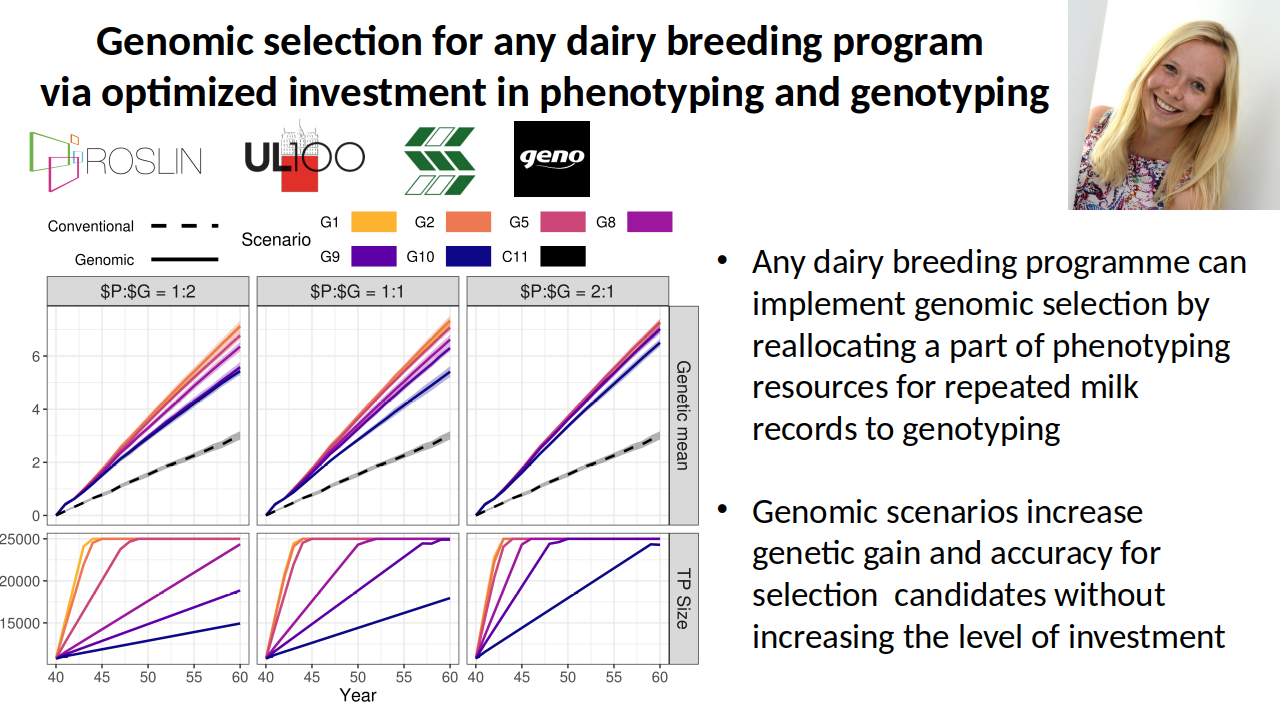 Genomic selection for any dairy breeding program
via optimized investment in phenotyping and genotyping
ROSLIN
UL100
geno
Conventional
Genomic
Scenario
G1 G2 G5 G8
G9 G10 C11
$P:$G = 1:2 $P:$G = 1:1 $P:$G = 2:1
6
4
2
0
Genetic mean
25000
20000
15000
TP Size
40 45 50 55 60 40 45 50 55 60 40 45 50 55 60
Year
• Any dairy breeding programme can
implement genomic selection by
reallocating a part of phenotyping
resources for repeated milk
records to genotyping
• Genomic scenarios increase
genetic gain and accuracy for
selection  candidates without
increasing the level of investment